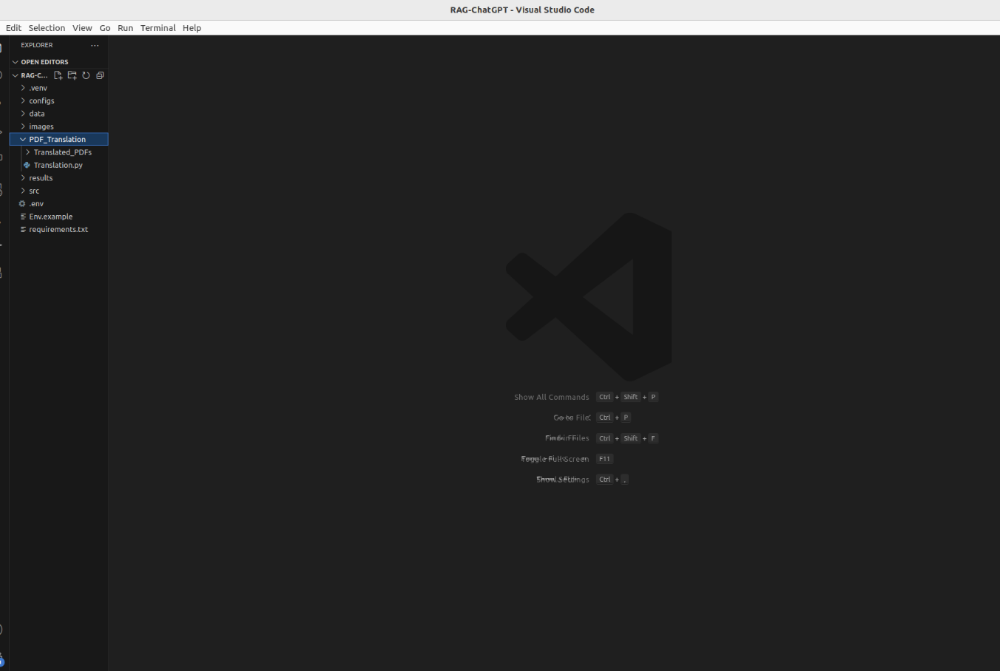 RAG-ChatGPT - Visual Studio Code
Edit Selection View Go Run Terminal Help
EXPLORER
OPEN EDITORS
RAG-C...
.venv
configs
data
images
PDF_Translation
Translated_PDFs
Translation.py
results
src
.env
Env.example
requirements.txt
Show All Commands Ctrl + Shift + P
Go to File Ctrl + P
Find in Files Ctrl + Shift + F
Toggle Full Screen F11
Show Settings Ctrl + ,